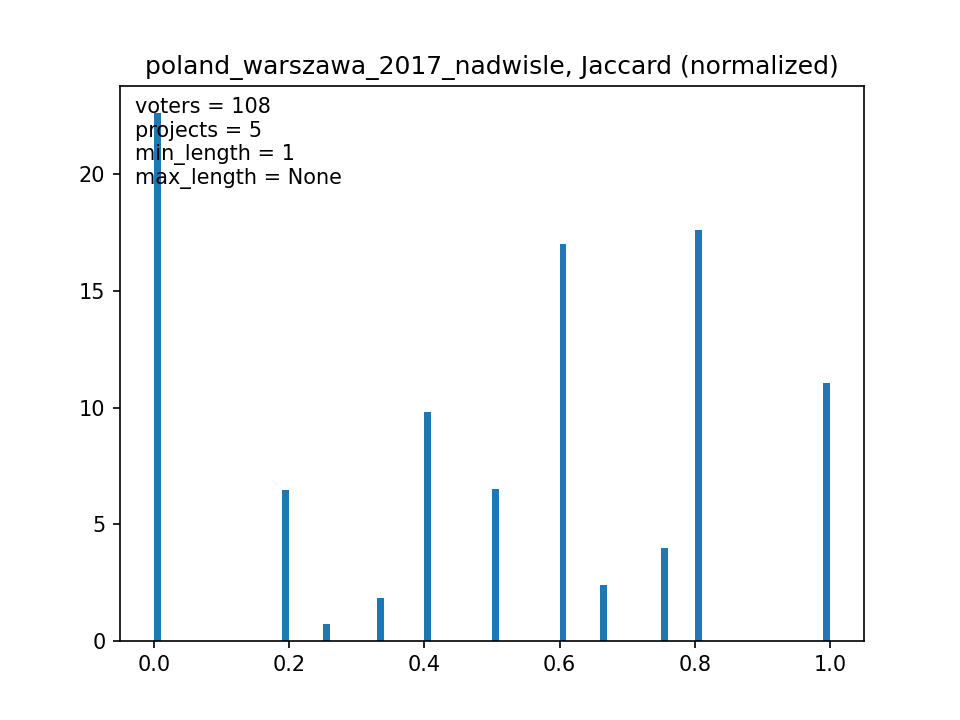 poland_warszawa_2017_nadwisle, Jaccard (normalized)
voters = 108
projects = 5
min_length = 1
max_length = None
20
15
10
5
0
0.0 0.2 0.4 0.6 0.8 1.0